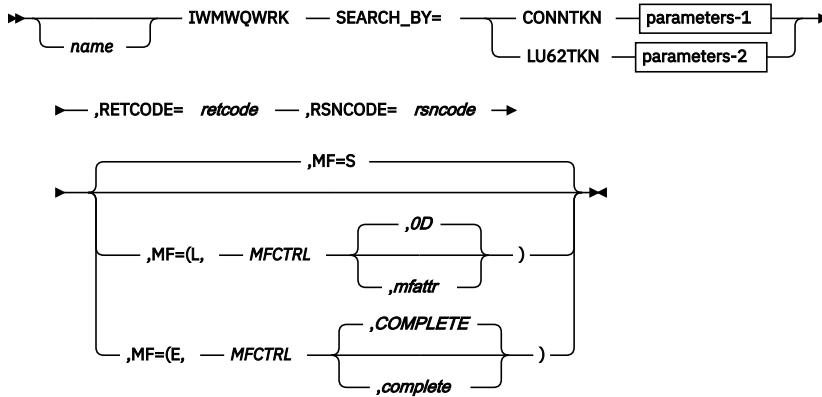 IWMWQWRK SEARCH_BY= CONNTKN parameters-1
name
LU62TKN parameters-2
,RETCODE= retcode ,RSNCODE= rsncode
,MF=S
,0D
,MF=(L, MFCTRL )
,mfattr
,COMPLETE
,MF=(E, MFCTRL )
,complete